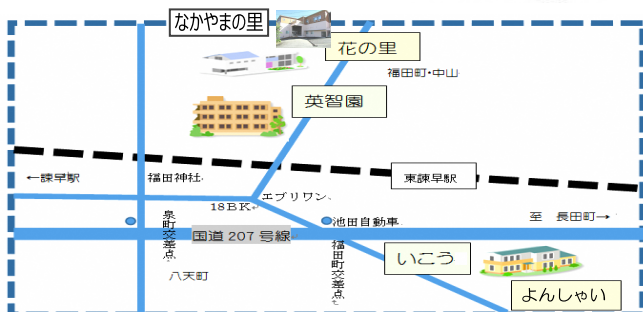 なかやまの里
花の里
福田町・中山
英智園
←諫早駅
福田神社
東諫早駅
エブリワン
18BK
泉町交差点
池田自動車
至 長田町→
国道207号線
福田町交差点
いこう
八天町
よんしゃい